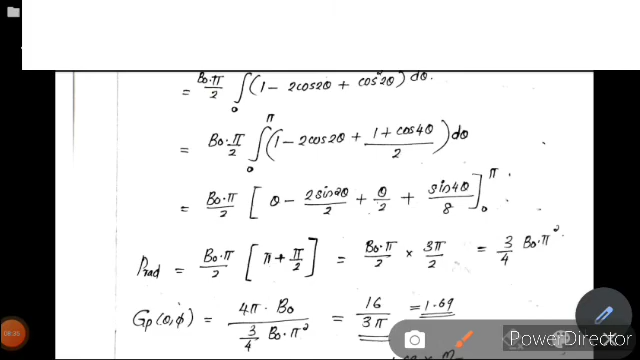 = B₀·π/2 ∫₀ (1 − 2cos2θ + cos²2θ) dθ.
= B₀·π/2 ∫₀^π (1 − 2cos2θ + (1 + cos4θ)/2) dθ
= B₀·π/2 [θ − 2sin2θ/2 + θ/2 + sin4θ/8]₀^π.
Prad = B₀·π/2 [π + π/2] = B₀·π/2 × 3π/2 = 3/4 B₀·π².
Gp(θ,ϕ) = 4π·B₀ / (3/4 B₀·π²) = 16/3π = 1.69
PowerDirector